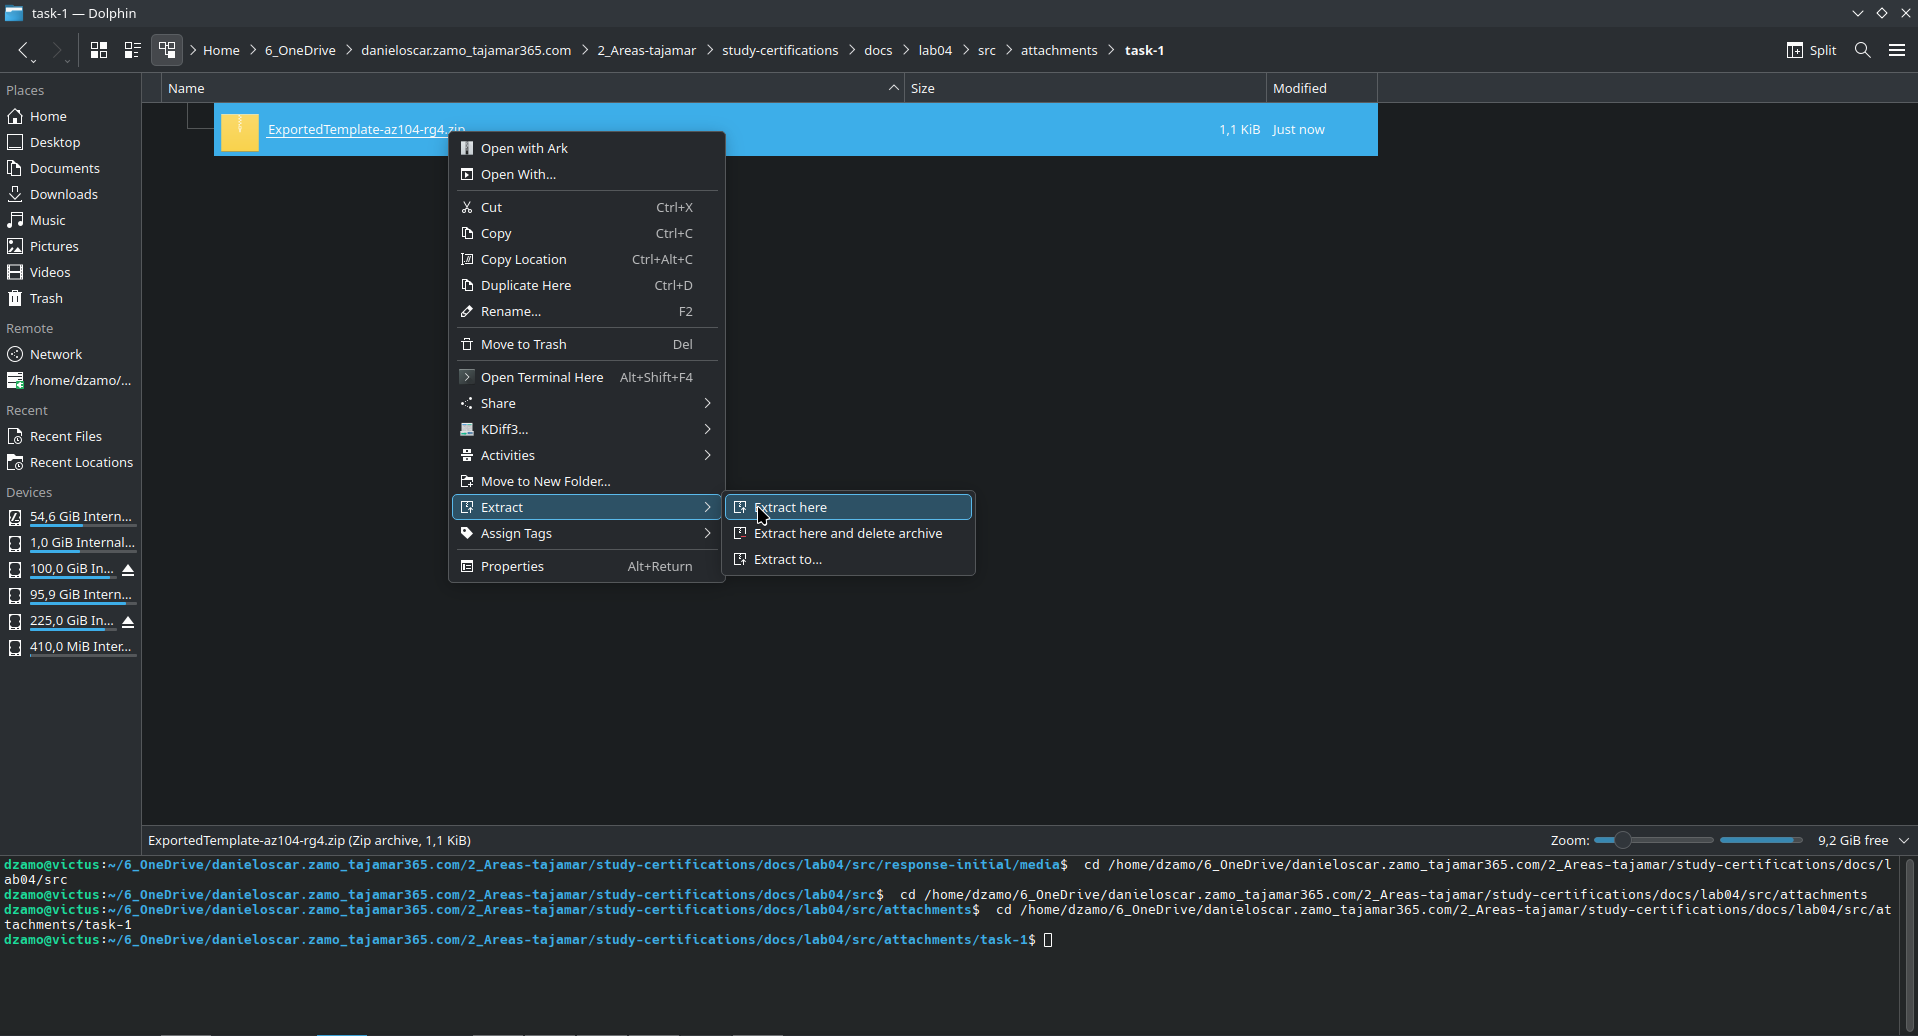 task-1 — Dolphin
Home 6_OneDrive danieloscar.zamo_tajamar365.com 2_Areas-tajamar study-certifications docs lab04 src attachments task-1 Split
Places
Home
Desktop
Documents
Downloads
Music
Pictures
Videos
Trash
Remote
Network
/home/dzamo/...
Recent
Recent Files
Recent Locations
Devices
54,6 GiB Intern...
1,0 GiB Internal...
100,0 GiB In...
95,9 GiB Intern...
225,0 GiB In...
410,0 MiB Inter...
Name Size Modified
ExportedTemplate-az104-rg4.zip 1,1 KiB Just now
Open with Ark
Open With...
Cut Ctrl+X
Copy Ctrl+C
Copy Location Ctrl+Alt+C
Duplicate Here Ctrl+D
Rename... F2
Move to Trash Del
Open Terminal Here Alt+Shift+F4
Share
KDiff3...
Activities
Move to New Folder...
Extract
Assign Tags
Properties Alt+Return
Extract here
Extract here and delete archive
Extract to...
ExportedTemplate-az104-rg4.zip (Zip archive, 1,1 KiB) Zoom: 9,2 GiB free
dzamo@victus:~/6_OneDrive/danieloscar.zamo_tajamar365.com/2_Areas-tajamar/study-certifications/docs/lab04/src/response-initial/media$  cd /home/dzamo/6_OneDrive/danieloscar.zamo_tajamar365.com/2_Areas-tajamar/study-certifications/docs/l
ab04/src
dzamo@victus:~/6_OneDrive/danieloscar.zamo_tajamar365.com/2_Areas-tajamar/study-certifications/docs/lab04/src$  cd /home/dzamo/6_OneDrive/danieloscar.zamo_tajamar365.com/2_Areas-tajamar/study-certifications/docs/lab04/src/attachments
dzamo@victus:~/6_OneDrive/danieloscar.zamo_tajamar365.com/2_Areas-tajamar/study-certifications/docs/lab04/src/attachments$  cd /home/dzamo/6_OneDrive/danieloscar.zamo_tajamar365.com/2_Areas-tajamar/study-certifications/docs/lab04/src/at
tachments/task-1
dzamo@victus:~/6_OneDrive/danieloscar.zamo_tajamar365.com/2_Areas-tajamar/study-certifications/docs/lab04/src/attachments/task-1$